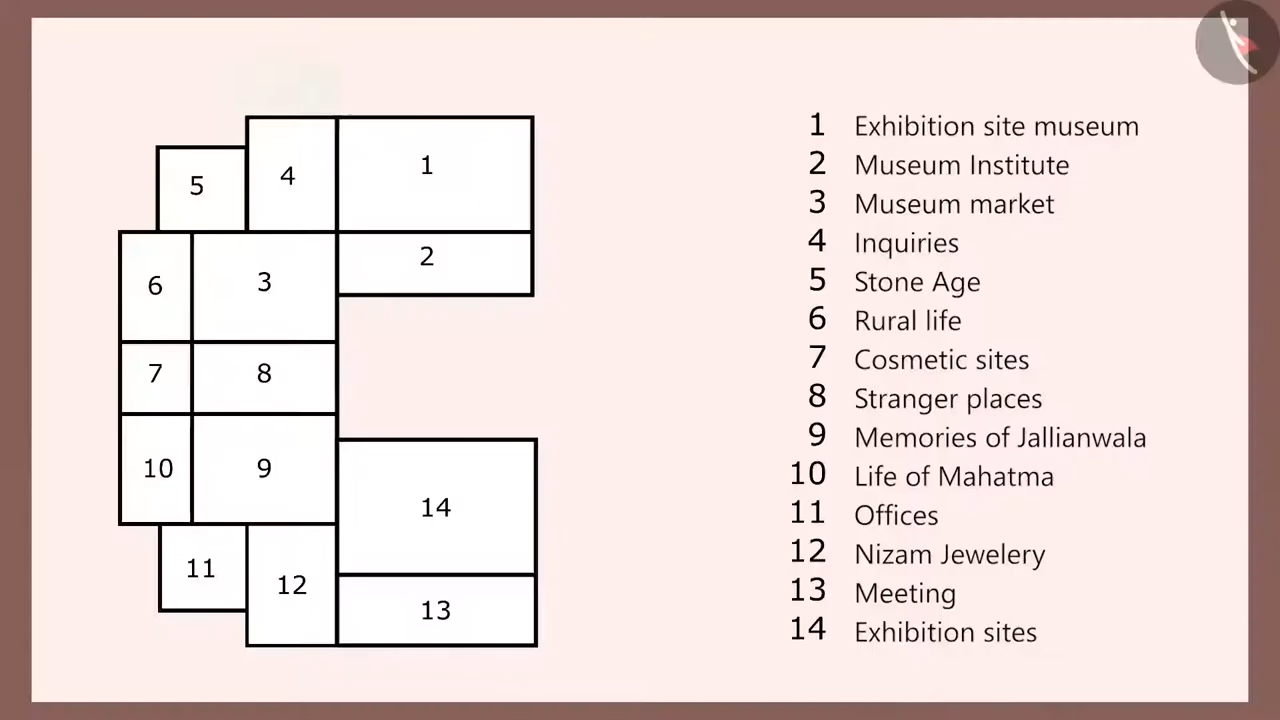 5
4
1
6
3
2
7
8
10
9
14
11
12
13
1 Exhibition site museum
2 Museum Institute
3 Museum market
4 Inquiries
5 Stone Age
6 Rural life
7 Cosmetic sites
8 Stranger places
9 Memories of Jallianwala
10 Life of Mahatma
11 Offices
12 Nizam Jewelery
13 Meeting
14 Exhibition sites